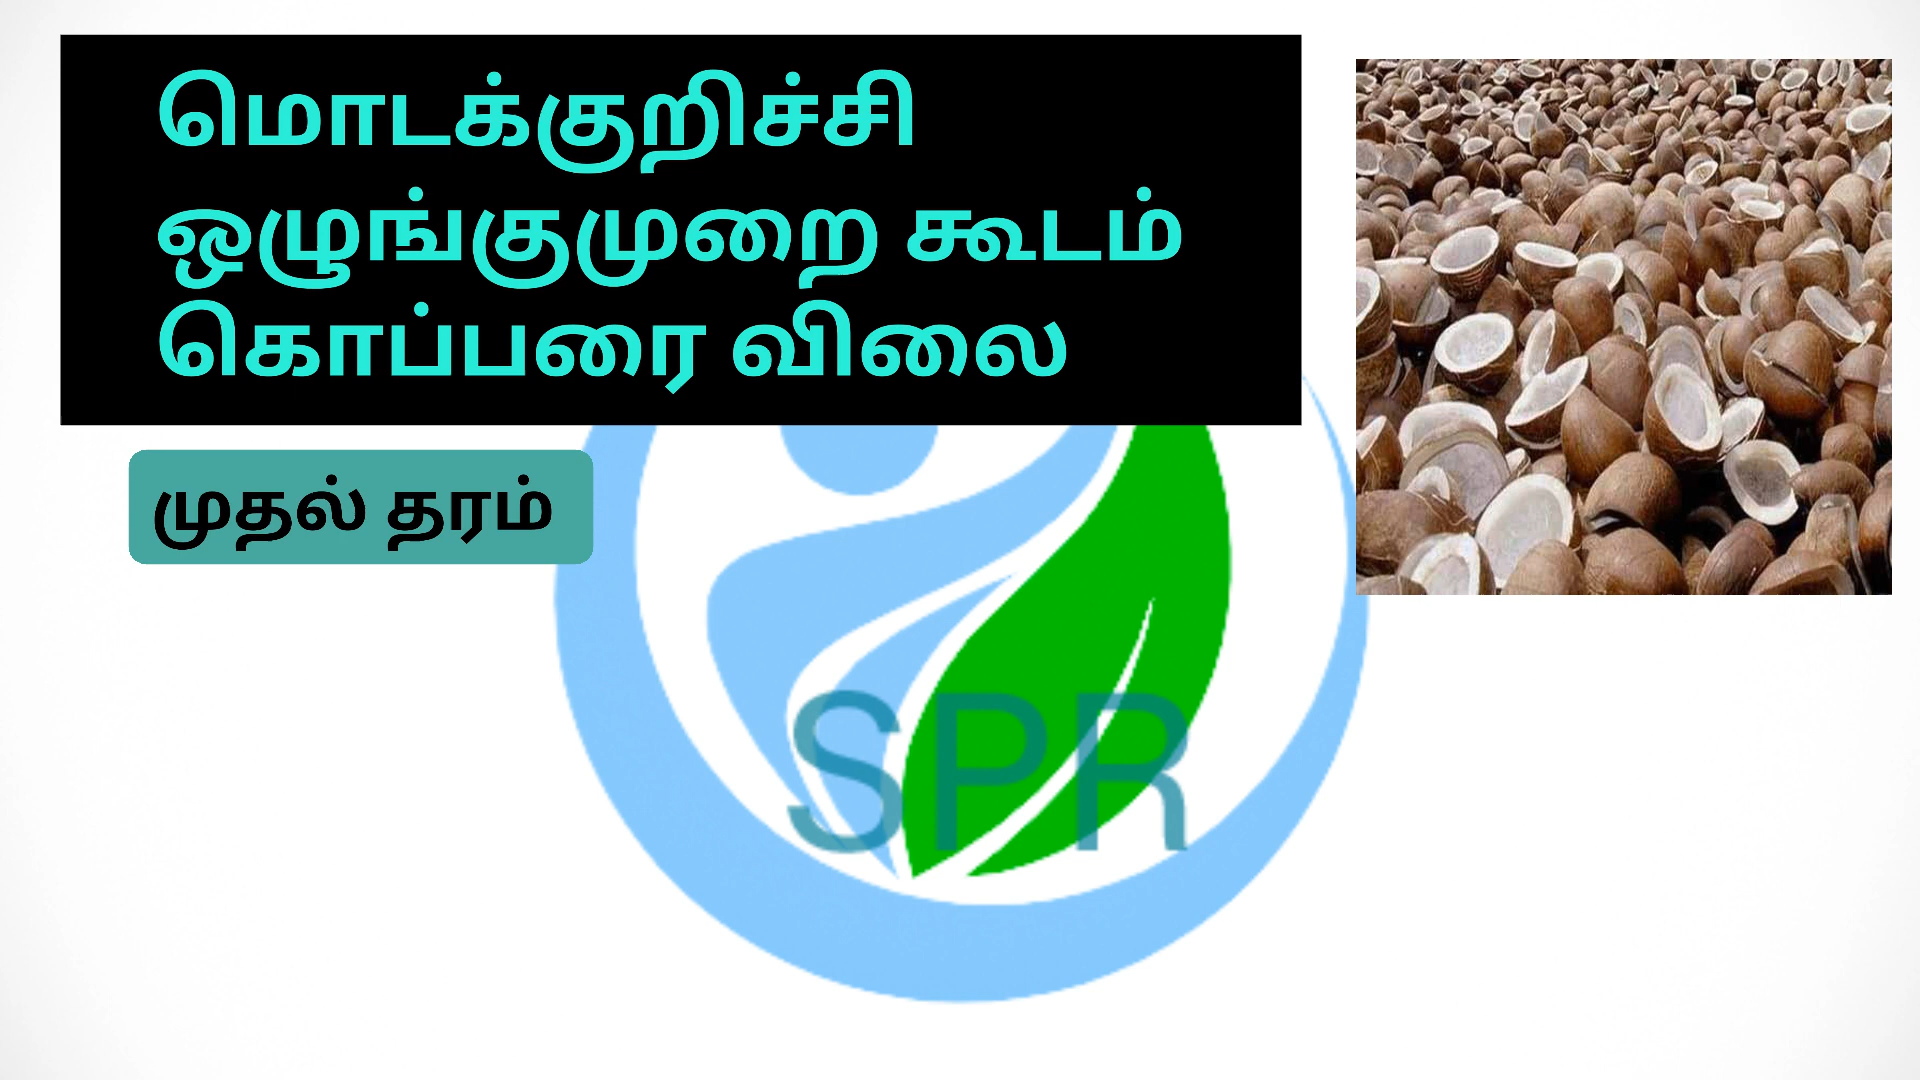 மொடக்குறிச்சி
ஒழுங்குமுறை கூடம்
கொப்பரை விலை
முதல் தரம்
SPR